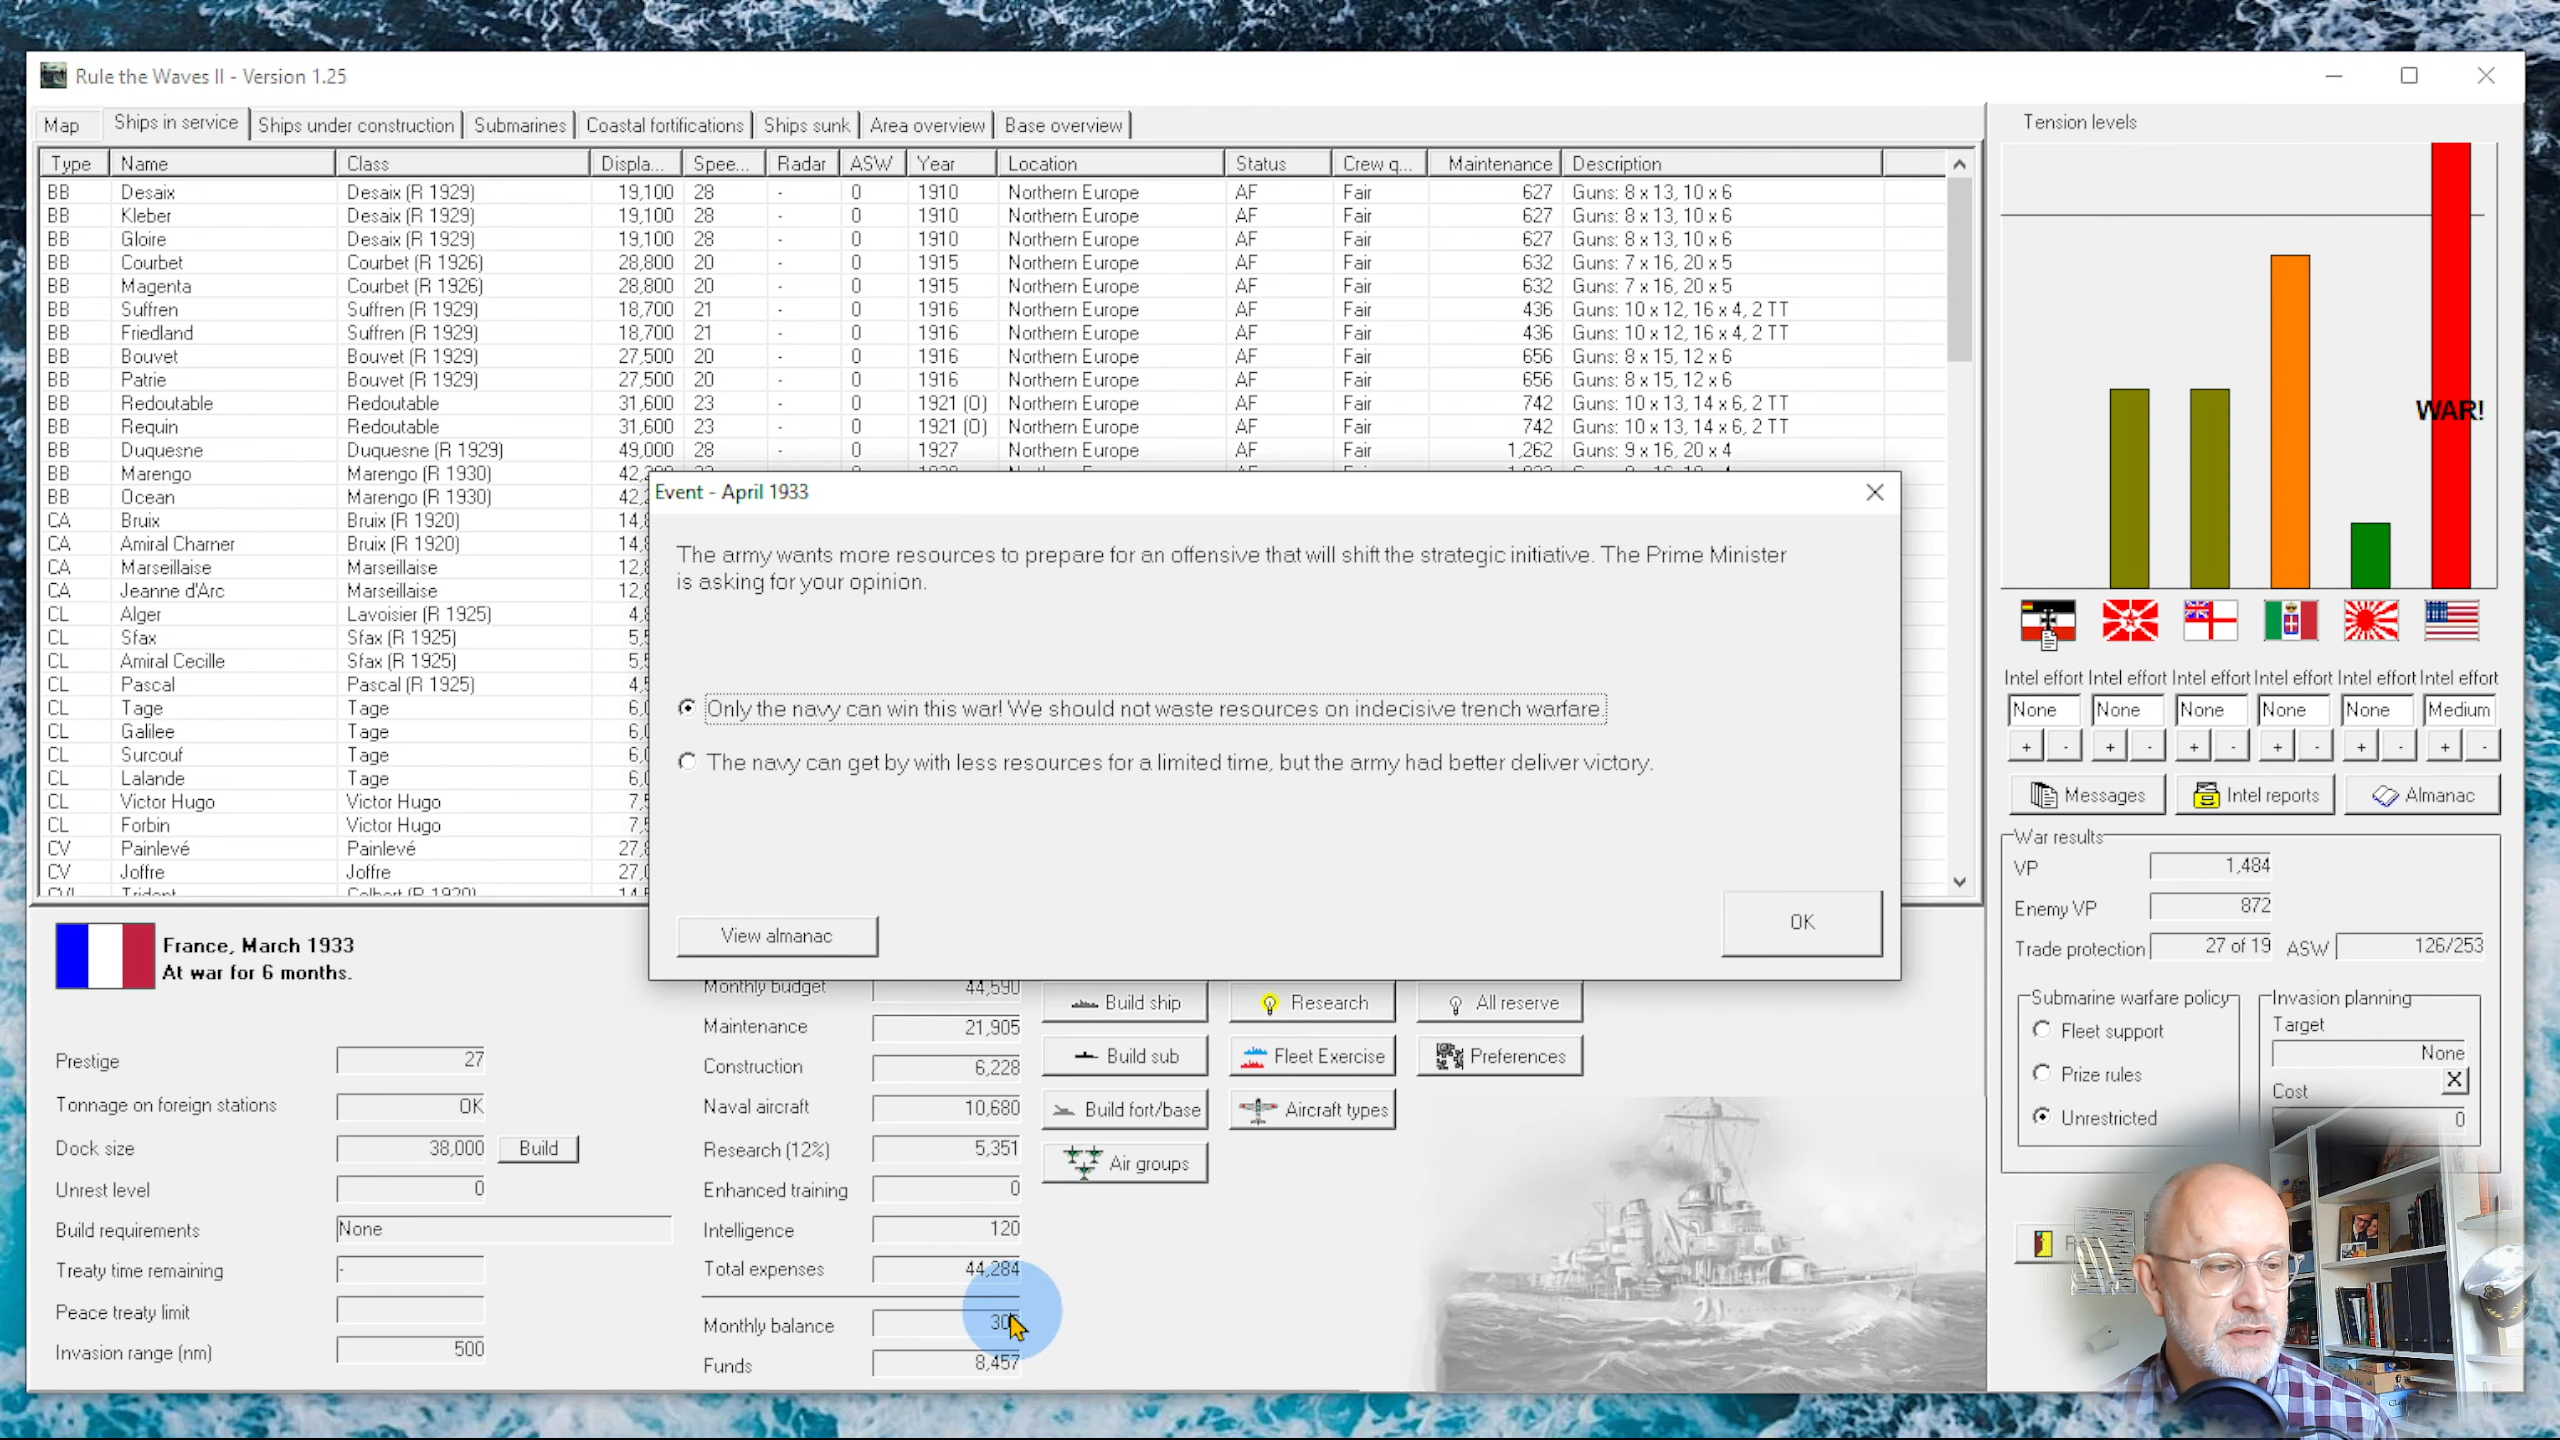 Rule the Waves II - Version 1.25
Map Ships in service Ships under construction Submarines Coastal fortifications Ships sunk Area overview Base overview
Type Name Class Displa... Spee... Radar ASW Year Location Status Crew q... Maintenance Description
BB Desaix Desaix (R 1929) 19,100 28 - 0 1910 Northern Europe AF Fair 627 Guns: 8 x 13, 10 x 6
BB Kleber Desaix (R 1929) 19,100 28 - 0 1910 Northern Europe AF Fair 627 Guns: 8 x 13, 10 x 6
BB Gloire Desaix (R 1929) 19,100 28 - 0 1910 Northern Europe AF Fair 627 Guns: 8 x 13, 10 x 6
BB Courbet Courbet (R 1926) 28,800 20 - 0 1915 Northern Europe AF Fair 632 Guns: 7 x 16, 20 x 5
BB Magenta Courbet (R 1926) 28,800 20 - 0 1915 Northern Europe AF Fair 632 Guns: 7 x 16, 20 x 5
BB Suffren Suffren (R 1929) 18,700 21 - 0 1916 Northern Europe AF Fair 436 Guns: 10 x 12, 16 x 4, 2 TT
BB Friedland Suffren (R 1929) 18,700 21 - 0 1916 Northern Europe AF Fair 436 Guns: 10 x 12, 16 x 4, 2 TT
BB Bouvet Bouvet (R 1929) 27,500 20 - 0 1916 Northern Europe AF Fair 656 Guns: 8 x 15, 12 x 6
BB Patrie Bouvet (R 1929) 27,500 20 - 0 1916 Northern Europe AF Fair 656 Guns: 8 x 15, 12 x 6
BB Redoutable Redoutable 31,600 23 - 0 1921 (O) Northern Europe AF Fair 742 Guns: 10 x 13, 14 x 6, 2 TT
BB Requin Redoutable 31,600 23 - 0 1921 (O) Northern Europe AF Fair 742 Guns: 10 x 13, 14 x 6, 2 TT
BB Duquesne Duquesne (R 1929) 49,000 28 - 0 1927 Northern Europe AF Fair 1,262 Guns: 9 x 16, 20 x 4
BB Marengo Marengo (R 1930)
BB Ocean Marengo (R 1930)
CA Bruix Bruix (R 1920)
CA Amiral Charner Bruix (R 1920)
CA Marseillaise Marseillaise
CA Jeanne d'Arc Marseillaise
CL Alger Lavoisier (R 1925)
CL Sfax Sfax (R 1925)
CL Amiral Cecille Sfax (R 1925)
CL Pascal Pascal (R 1925)
CL Tage Tage
CL Galilee Tage
CL Surcouf Tage
CL Lalande Tage
CL Victor Hugo Victor Hugo
CL Forbin Victor Hugo
CV Painlevé Painlevé
CV Joffre Joffre
CVL Trident Colbert (R 1920)
Event - April 1933
The army wants more resources to prepare for an offensive that will shift the strategic initiative. The Prime Minister
is asking for your opinion.
Only the navy can win this war! We should not waste resources on indecisive trench warfare
The navy can get by with less resources for a limited time, but the army had better deliver victory.
View almanac
OK
Tension levels
WAR!
Intel effort Intel effort Intel effort Intel effort Intel effort Intel effort
None None None None None Medium
+ - + - + - + - + - + -
Messages Intel reports Almanac
War results
VP 1,484
Enemy VP 872
Trade protection 27 of 19 ASW 126/253
Submarine warfare policy
Fleet support
Prize rules
Unrestricted
Invasion planning
Target
None
X
Cost
0
France, March 1933
At war for 6 months.
Prestige 27
Tonnage on foreign stations OK
Dock size 38,000 Build
Unrest level 0
Build requirements None
Treaty time remaining -
Peace treaty limit
Invasion range (nm) 500
Monthly budget 44,590
Maintenance 21,905
Construction 6,228
Naval aircraft 10,680
Research (12%) 5,351
Enhanced training 0
Intelligence 120
Total expenses 44,284
Monthly balance
Funds 8,457
Build ship Research All reserve
Build sub Fleet Exercise Preferences
Build fort/base Aircraft types
Air groups